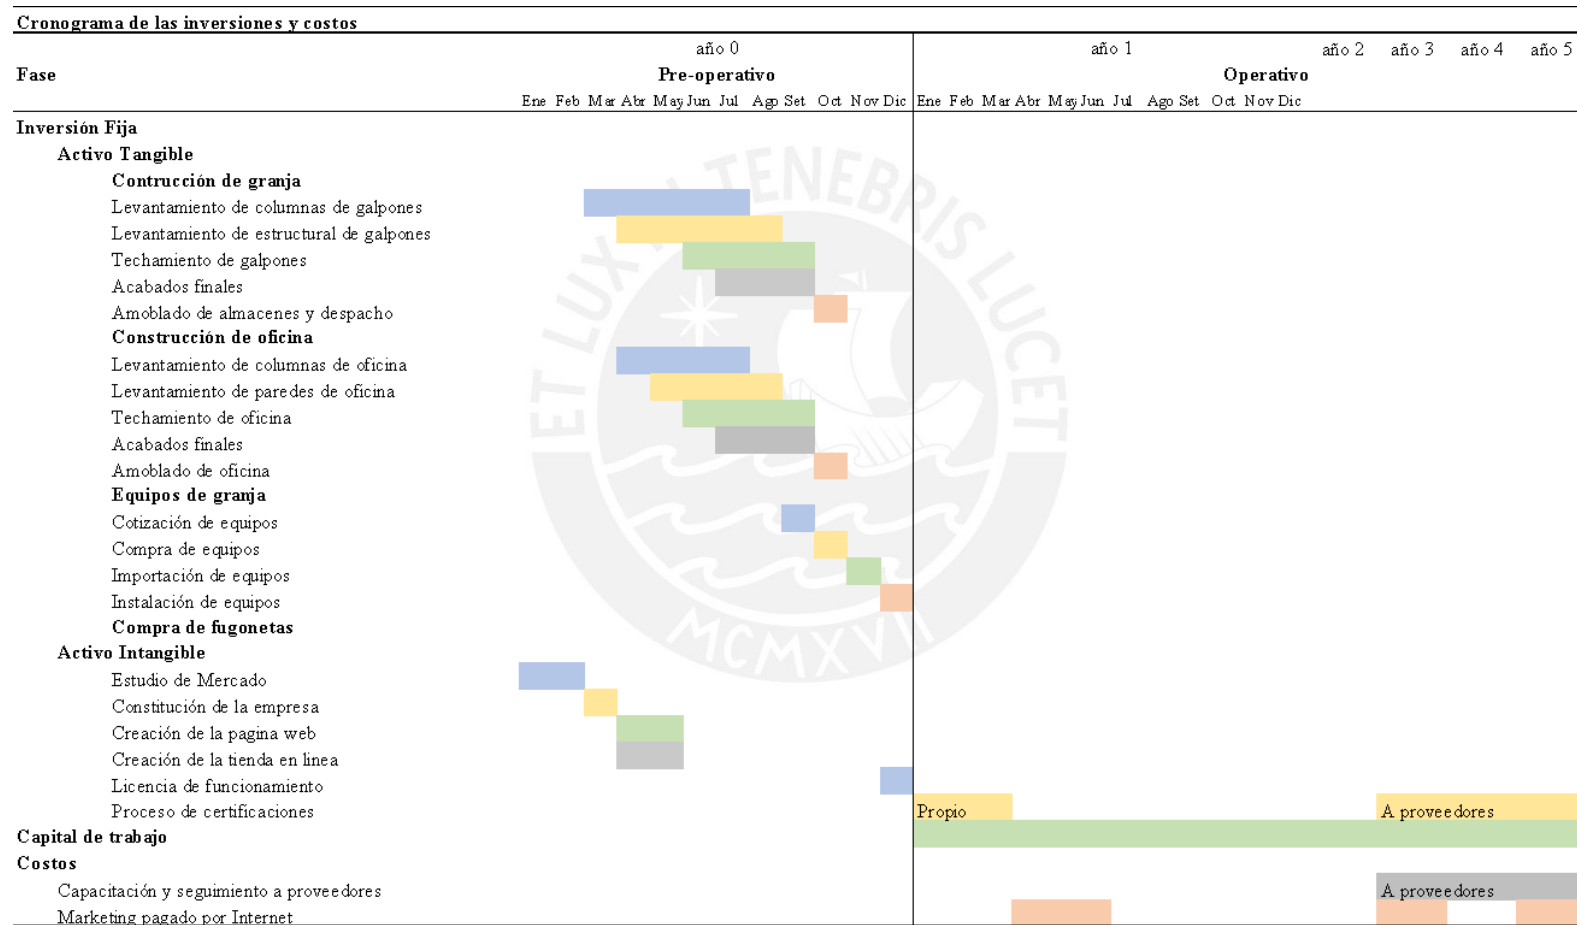 Cronograma de las inversiones y costos
año 0 año 1 año 2 año 3 año 4 año 5
Fase Pre-operativo Operativo
Ene Feb Mar Abr May Jun Jul Ago Set Oct Nov Dic Ene Feb Mar Abr May Jun Jul Ago Set Oct Nov Dic
Inversión Fija
Activo Tangible
Contrucción de granja
Levantamiento de columnas de galpones
Levantamiento de estructural de galpones
Techamiento de galpones
Acabados finales
Amoblado de almacenes y despacho
Construcción de oficina
Levantamiento de columnas de oficina
Levantamiento de paredes de oficina
Techamiento de oficina
Acabados finales
Amoblado de oficina
Equipos de granja
Cotización de equipos
Compra de equipos
Importación de equipos
Instalación de equipos
Compra de fugonetas
Activo Intangible
Estudio de Mercado
Constitución de la empresa
Creación de la pagina web
Creación de la tienda en linea
Licencia de funcionamiento
Proceso de certificaciones Propio A proveedores
Capital de trabajo
Costos
Capacitación y seguimiento a proveedores A proveedores
Marketing pagado por Internet
ET LUX IN TENEBRIS LUCET
MCMXVII